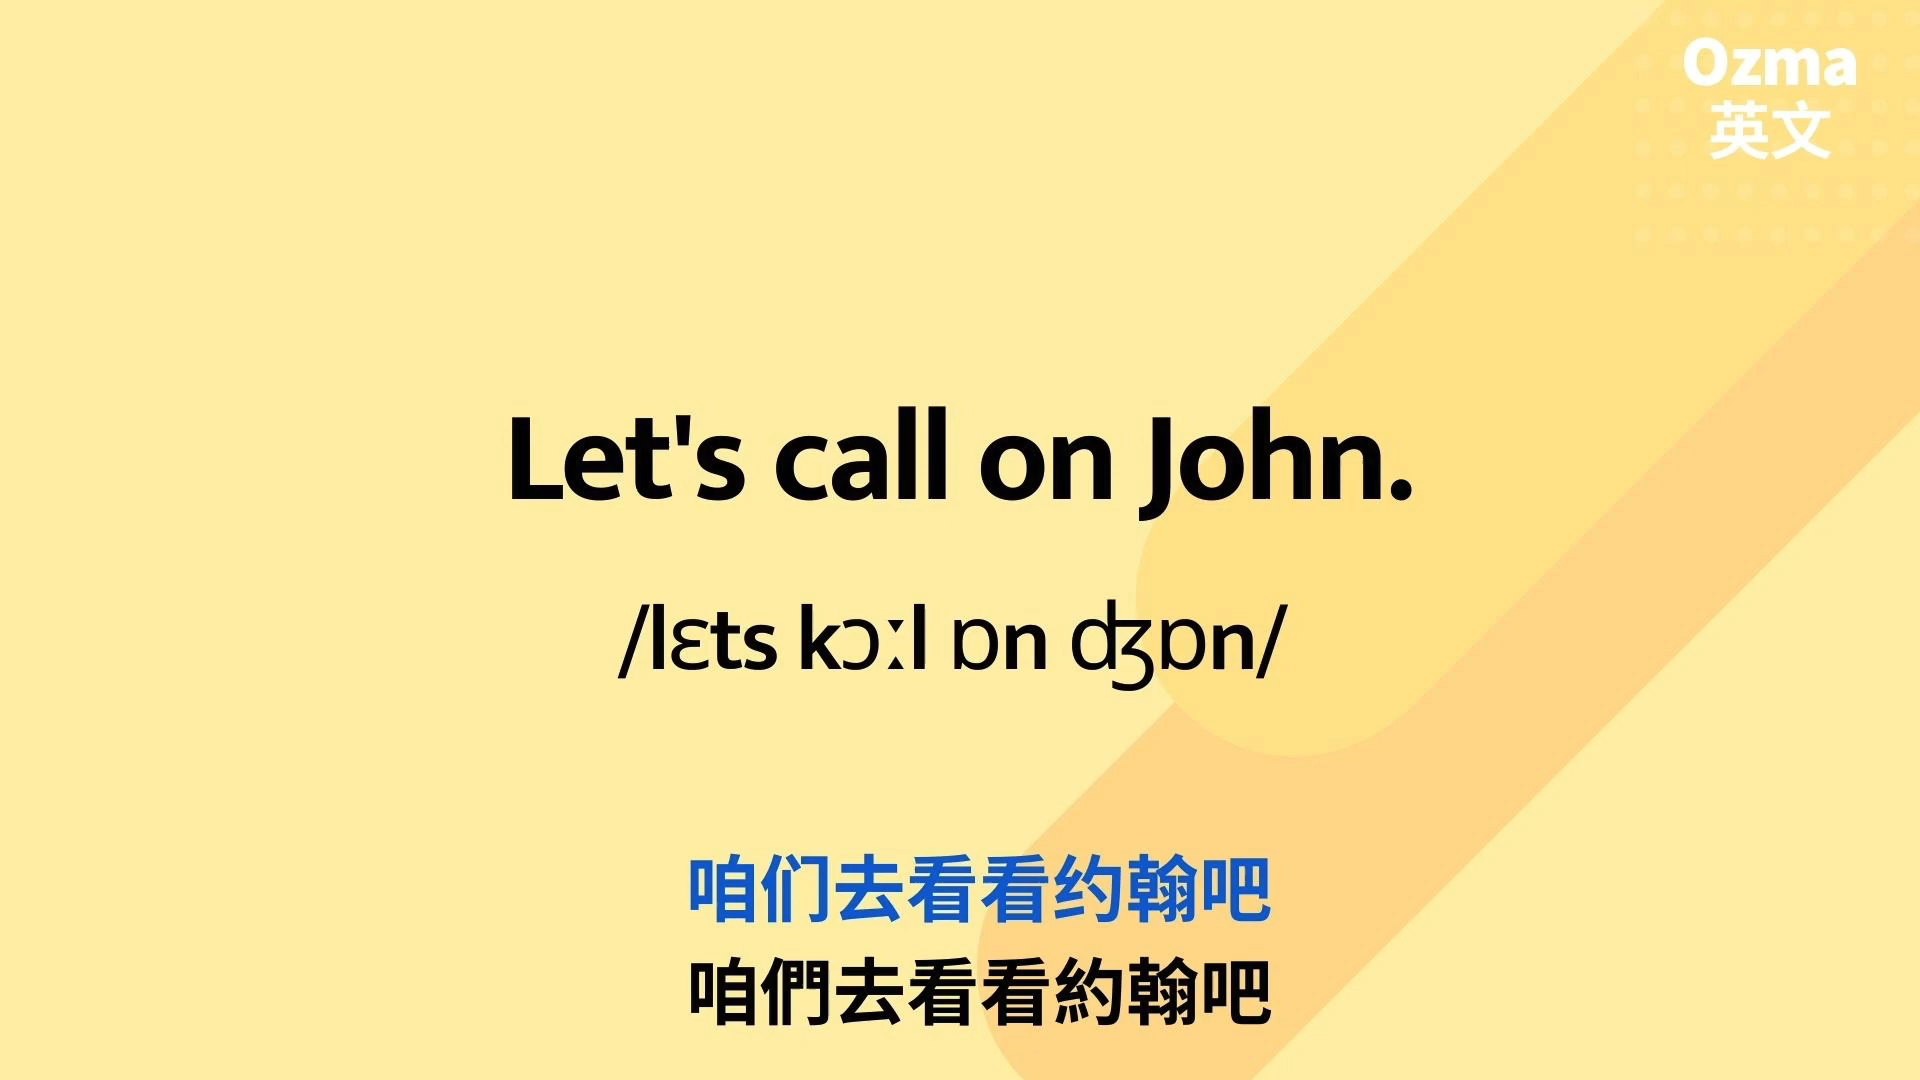 Ozma
英文
Let's call on John.
/lɛts kɔːl ɒn ʤɒn/
咱们去看看约翰吧
咱們去看看約翰吧